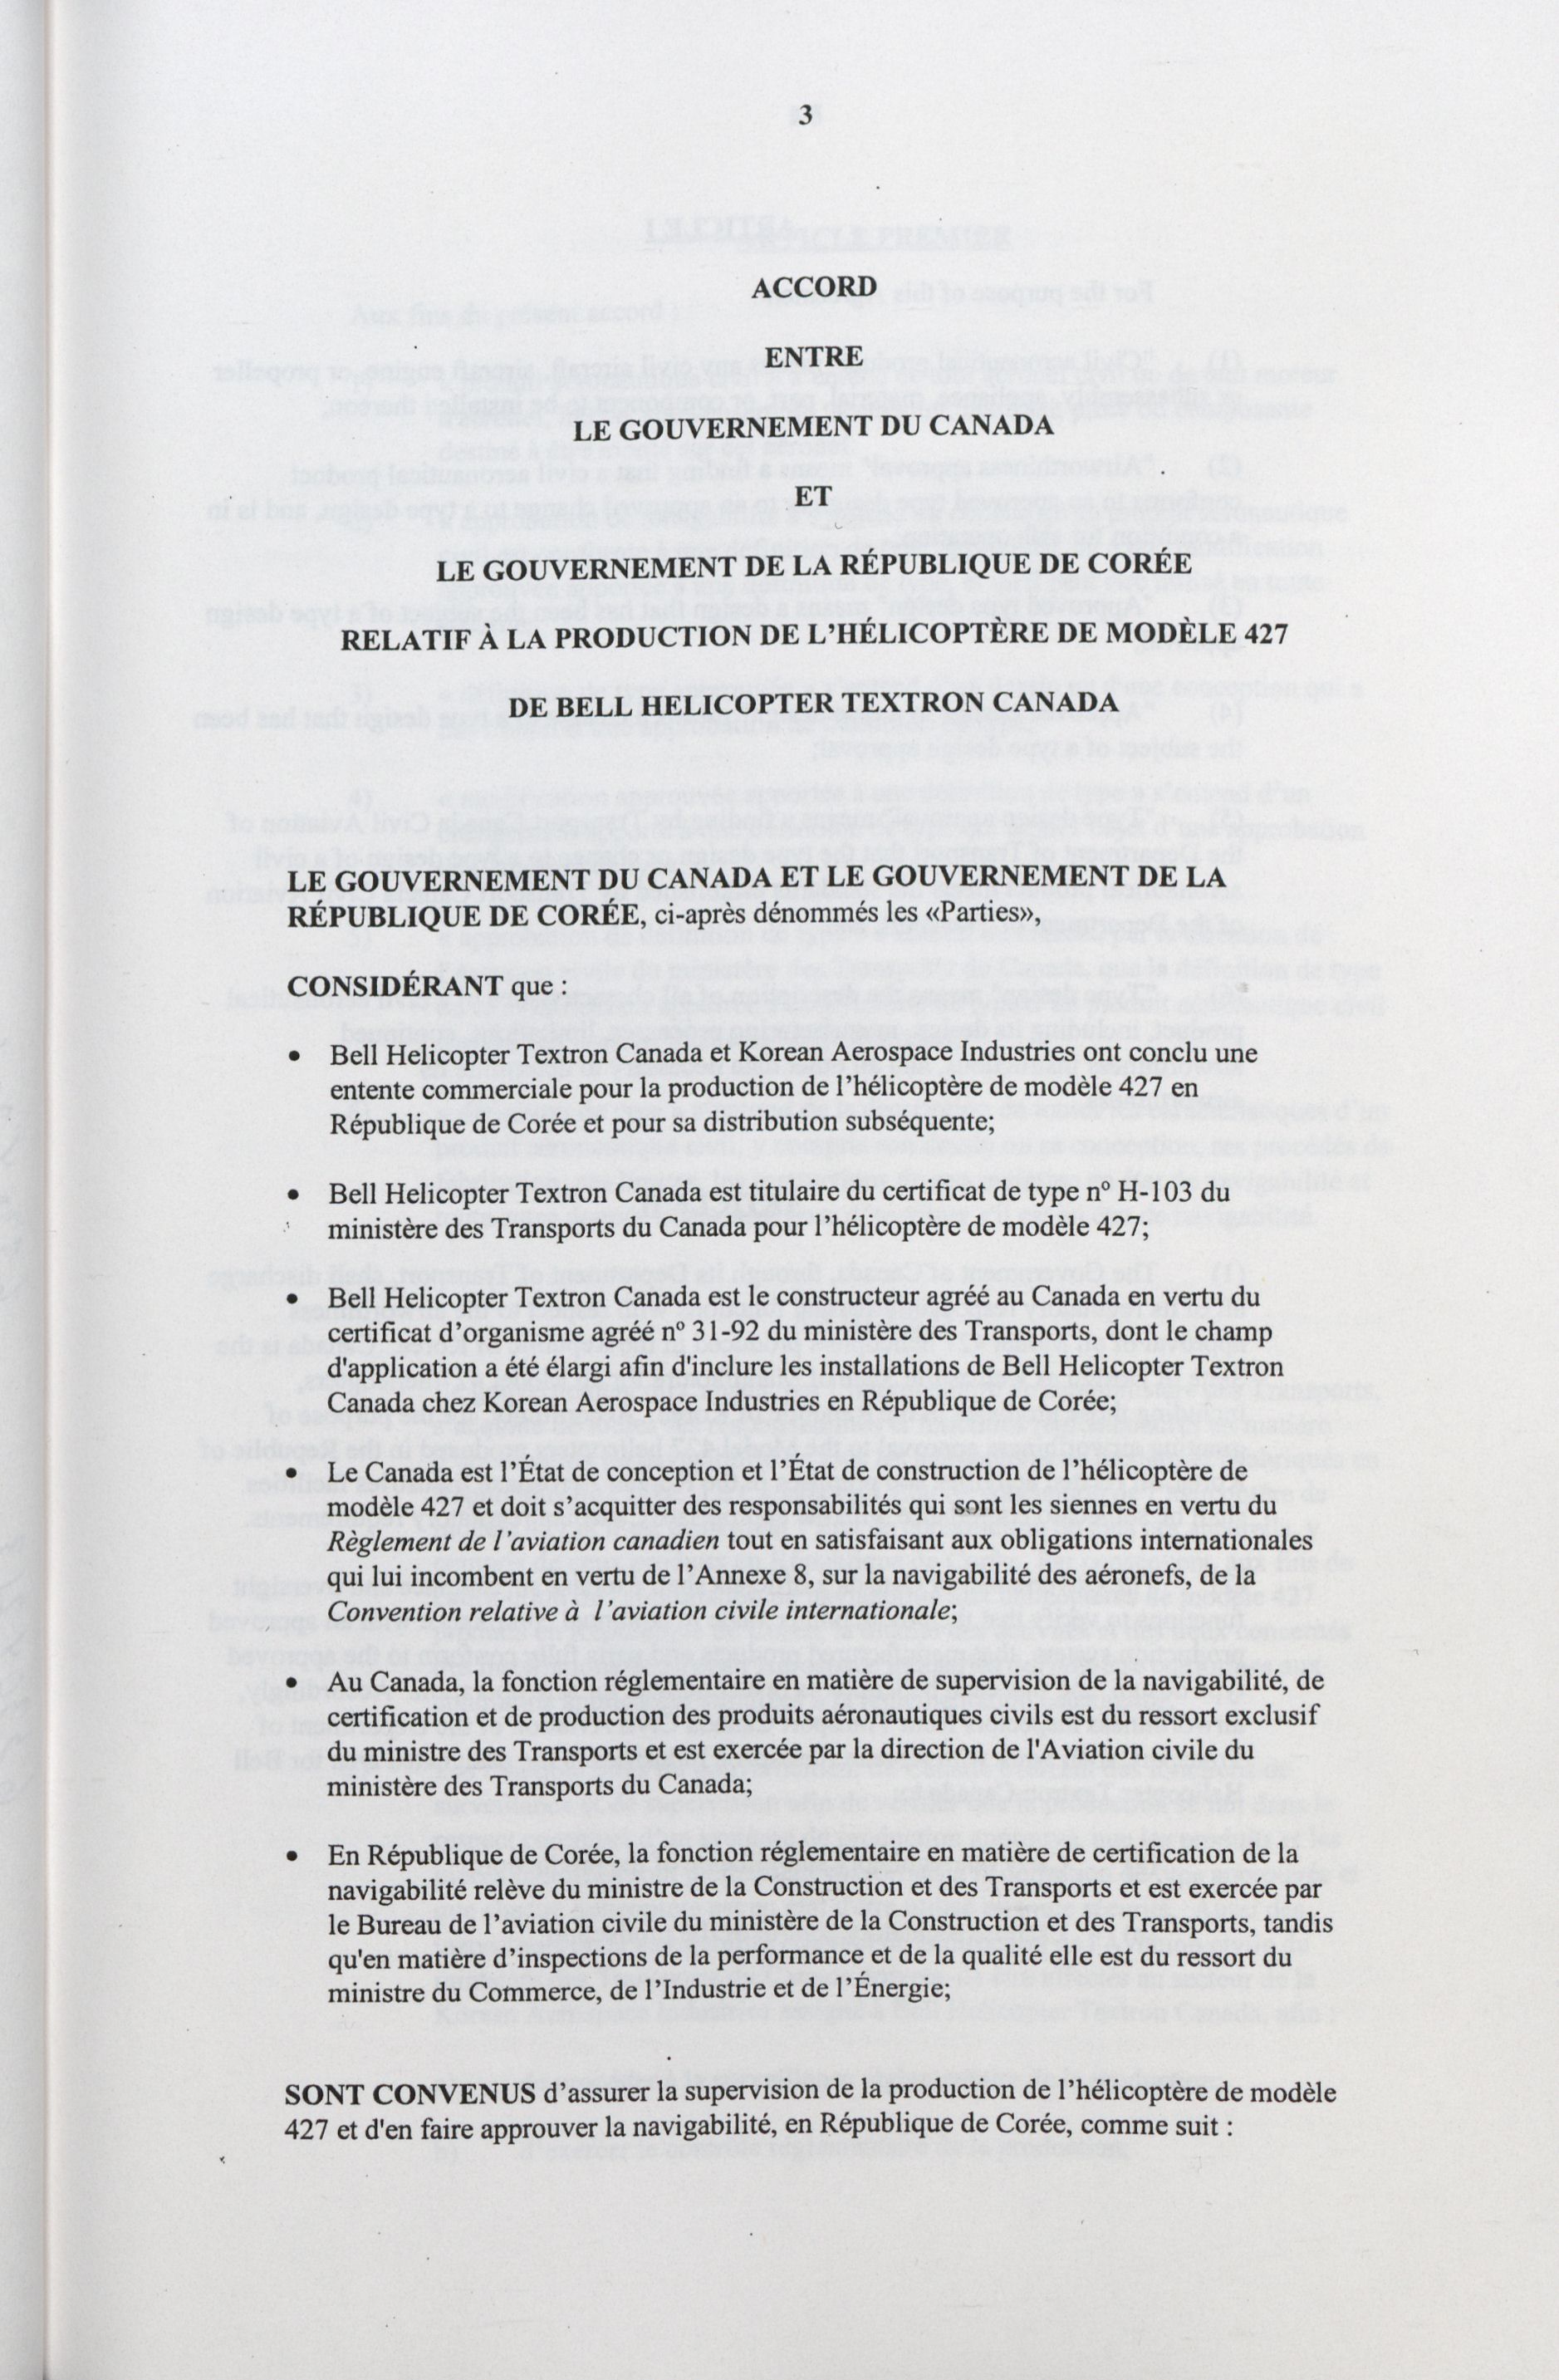 3
ACCORD
ENTRE
LE GOUVERNEMENT DU CANADA
ET
LE GOUVERNEMENT DE LA RÉPUBLIQUE DE CORÉE
RELATIF À LA PRODUCTION DE L’HÉLICOPTÈRE DE MODÈLE 427
DE BELL HELICOPTER TEXTRON CANADA
LE GOUVERNEMENT DU CANADA ET LE GOUVERNEMENT DE LA
RÉPUBLIQUE DE CORÉE, ci-après dénommés les «Parties»,
CONSIDÉRANT que :
• Bell Helicopter Textron Canada et Korean Aerospace Industries ont conclu une
entente commerciale pour la production de l’hélicoptère de modèle 427 en
République de Corée et pour sa distribution subséquente;
• Bell Helicopter Textron Canada est titulaire du certificat de type nº H-103 du
ministère des Transports du Canada pour l’hélicoptère de modèle 427;
• Bell Helicopter Textron Canada est le constructeur agréé au Canada en vertu du
certificat d’organisme agréé nº 31-92 du ministère des Transports, dont le champ
d'application a été élargi afin d'inclure les installations de Bell Helicopter Textron
Canada chez Korean Aerospace Industries en République de Corée;
• Le Canada est l’État de conception et l’État de construction de l’hélicoptère de
modèle 427 et doit s’acquitter des responsabilités qui sont les siennes en vertu du
Règlement de l’aviation canadien tout en satisfaisant aux obligations internationales
qui lui incombent en vertu de l’Annexe 8, sur la navigabilité des aéronefs, de la
Convention relative à l’aviation civile internationale;
• Au Canada, la fonction réglementaire en matière de supervision de la navigabilité, de
certification et de production des produits aéronautiques civils est du ressort exclusif
du ministre des Transports et est exercée par la direction de l'Aviation civile du
ministère des Transports du Canada;
• En République de Corée, la fonction réglementaire en matière de certification de la
navigabilité relève du ministre de la Construction et des Transports et est exercée par
le Bureau de l’aviation civile du ministère de la Construction et des Transports, tandis
qu'en matière d’inspections de la performance et de la qualité elle est du ressort du
ministre du Commerce, de l’Industrie et de l’Énergie;
SONT CONVENUS d’assurer la supervision de la production de l’hélicoptère de modèle
427 et d'en faire approuver la navigabilité, en République de Corée, comme suit :